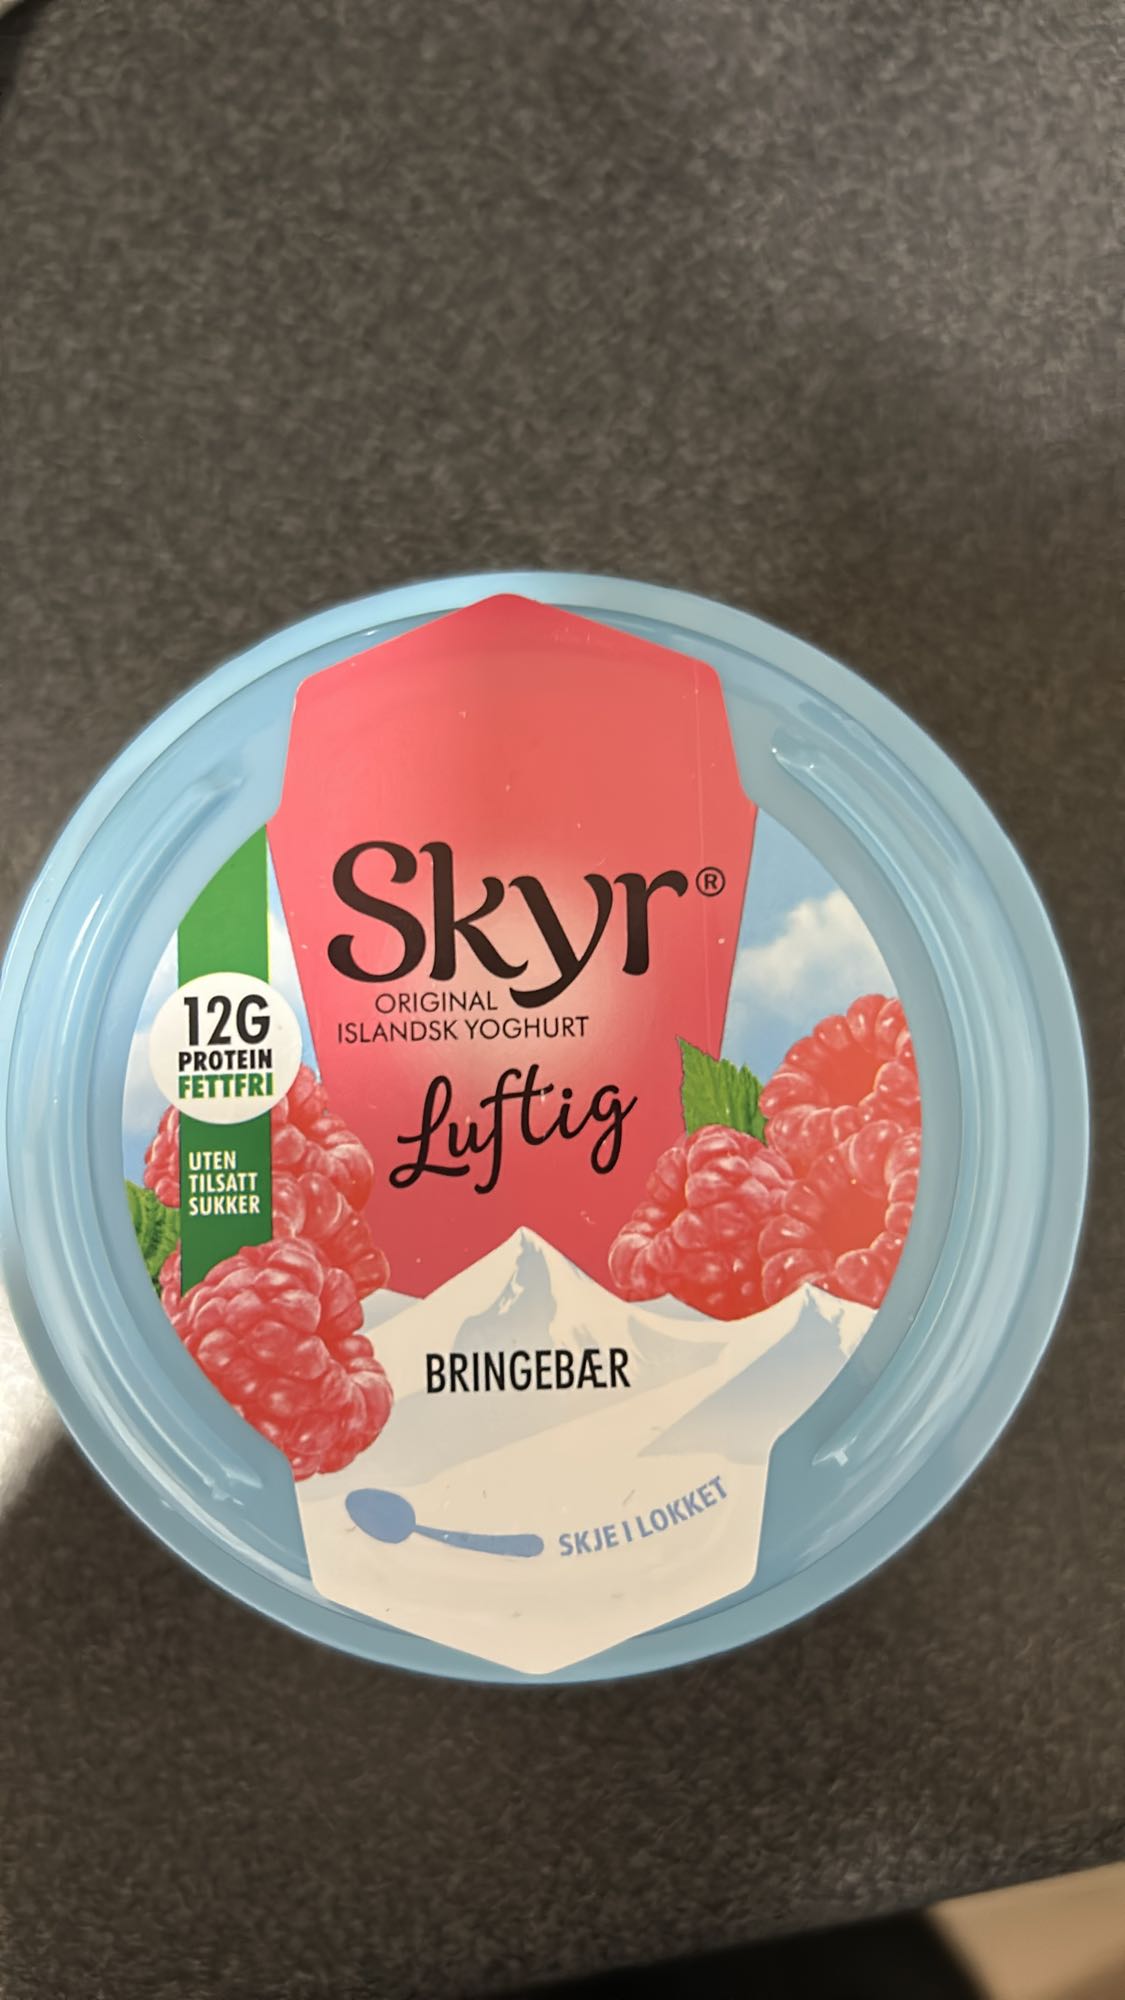 Skyr®
ORIGINAL
ISLANDSK YOGHURT
Luftig
12G
PROTEIN
FETTFRI
UTEN
TILSATT
SUKKER
BRINGEBÆR
SKJE I LOKKET